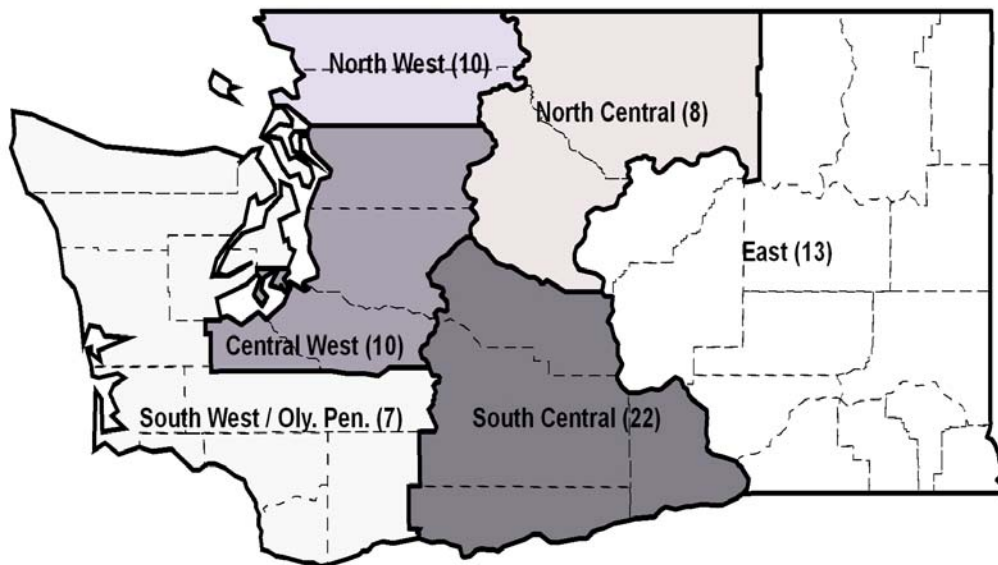 North West (10)
North Central (8)
East (13)
Central West (10)
South West / Oly. Pen. (7)
South Central (22)